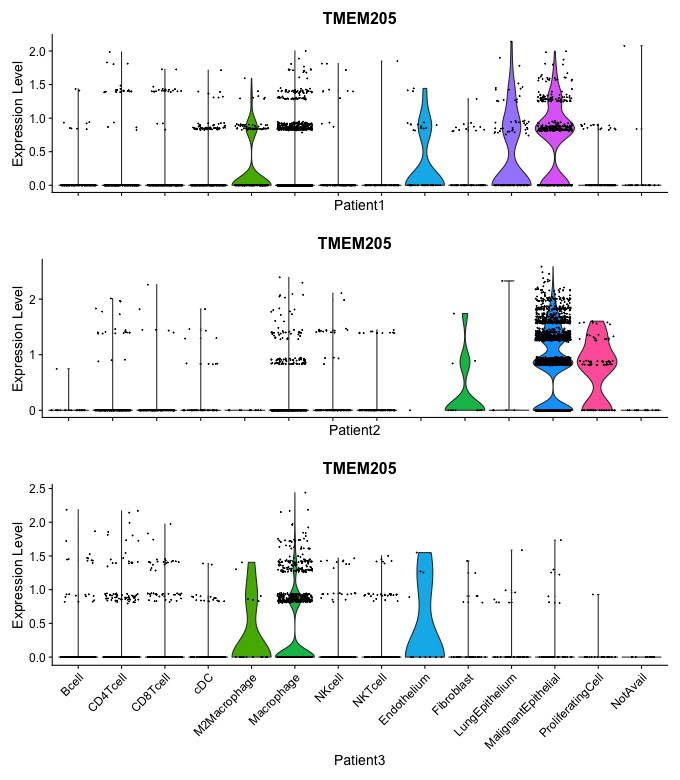 TMEM205
Expression Level
2.0
1.5
1.0
0.5
0.0
Patient1
TMEM205
Expression Level
2
1
0
Patient2
TMEM205
Expression Level
2.5
2.0
1.5
1.0
0.5
0.0
Bcell
CD4Tcell
CD8Tcell
cDC
M2Macrophage
Macrophage
NKcell
NKTcell
Endothelium
Fibroblast
LungEpithelium
MalignantEpithelial
ProliferatingCell
NotAvail
Patient3